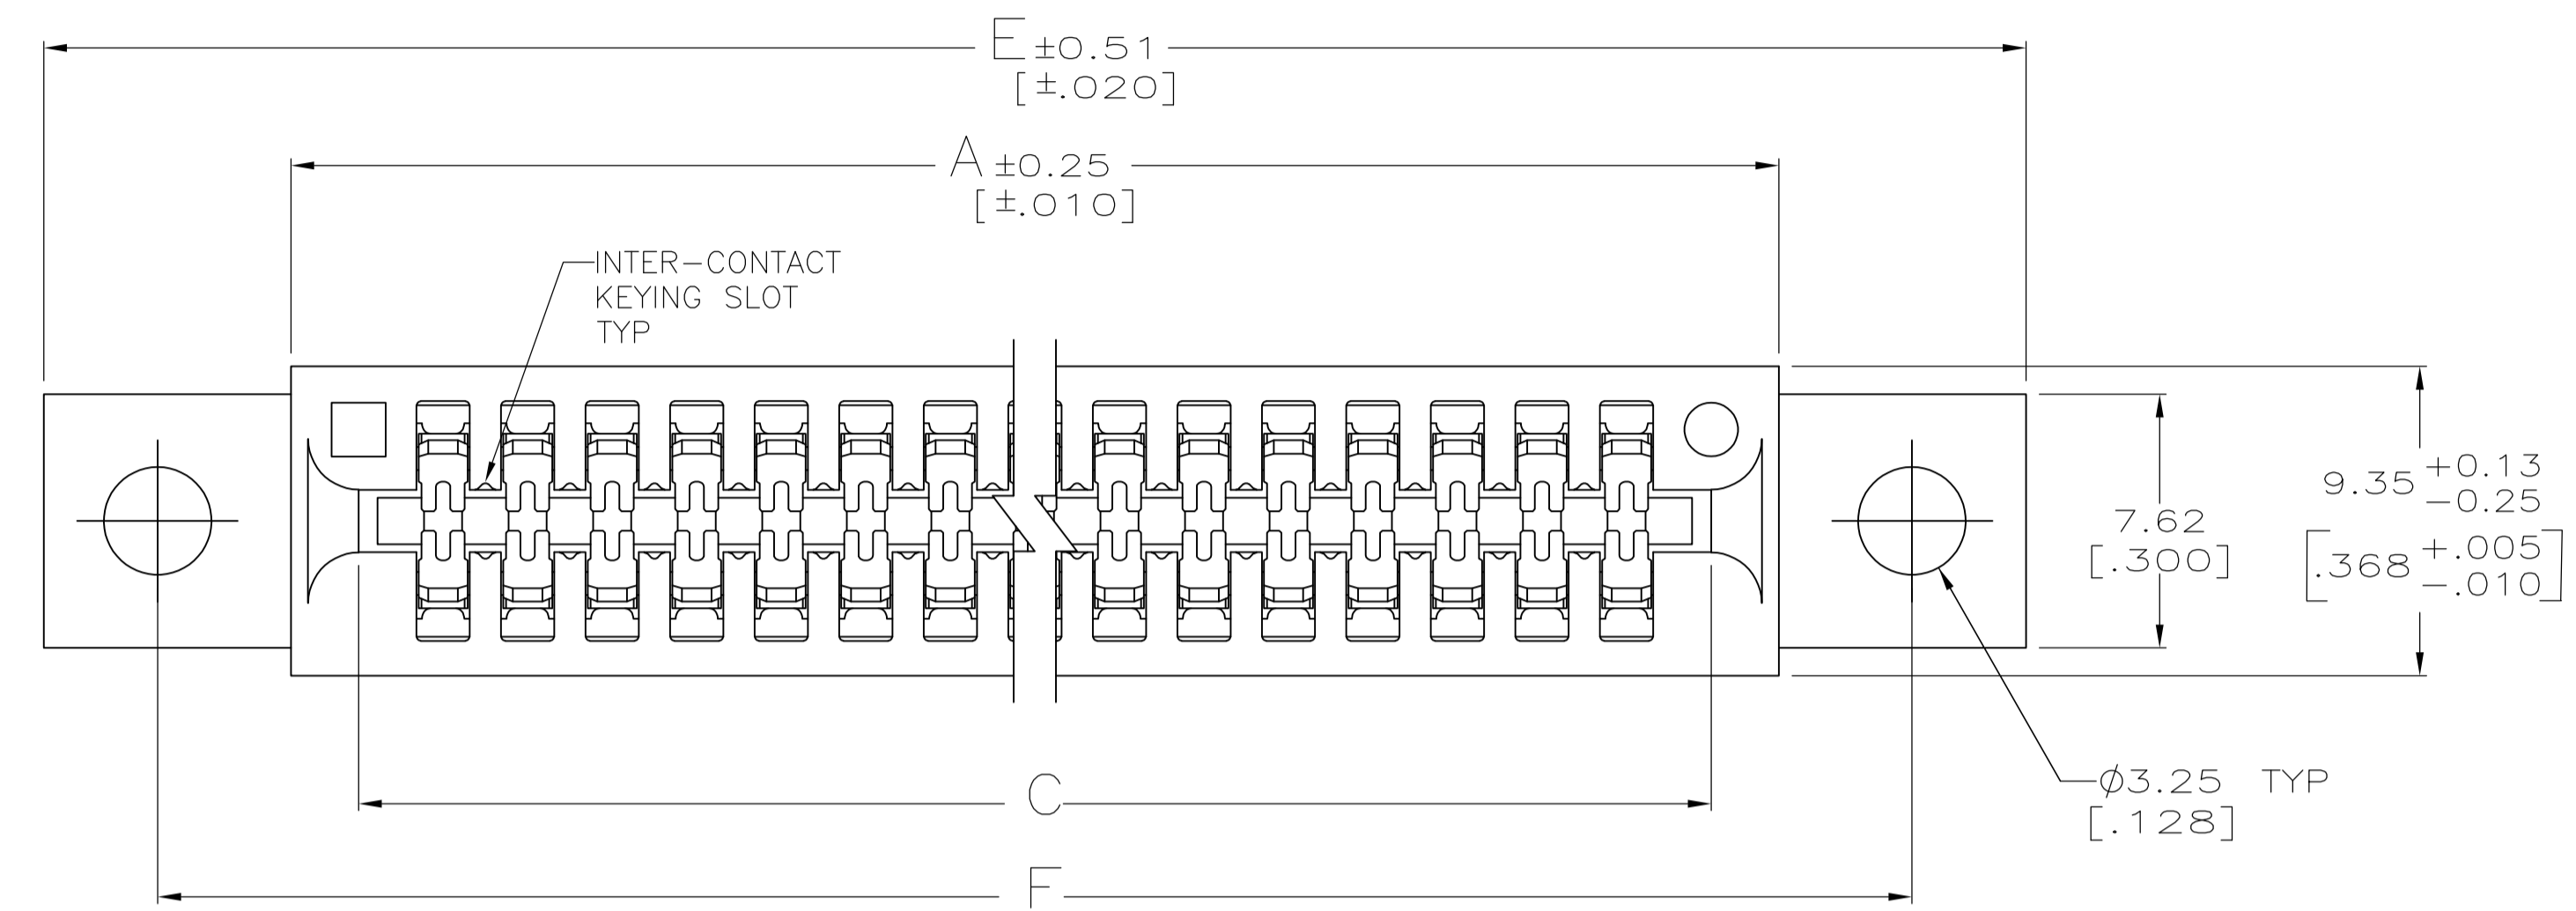 E ±0.51
[±.020]
A ±0.25
[±.010]
INTER-CONTACT
KEYING SLOT
TYP
9.35 +0.13
-0.25
[.368 +.005
-.010]
7.62
[.300]
C
ϕ3.25 TYP
[.128]
F